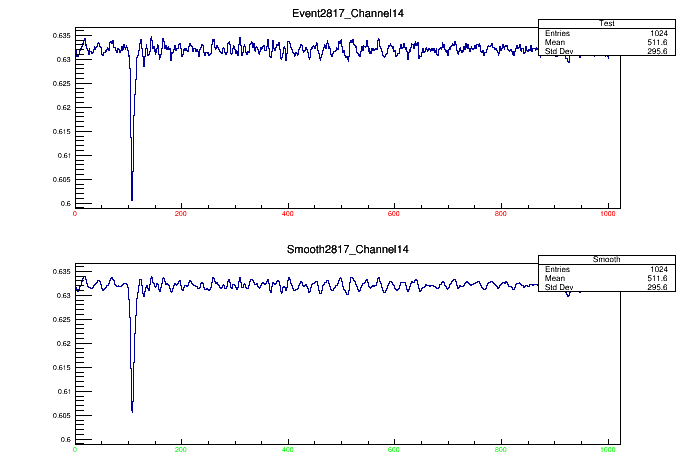 Event2817_Channel14
Test
Entries 1024
Mean 511.6
Std Dev 295.6
0.635
0.63
0.625
0.62
0.615
0.61
0.605
0.6
0 200 400 600 800 1000
Smooth2817_Channel14
Smooth
Entries 1024
Mean 511.6
Std Dev 295.6
0.635
0.63
0.625
0.62
0.615
0.61
0.605
0.6
0 200 400 600 800 1000